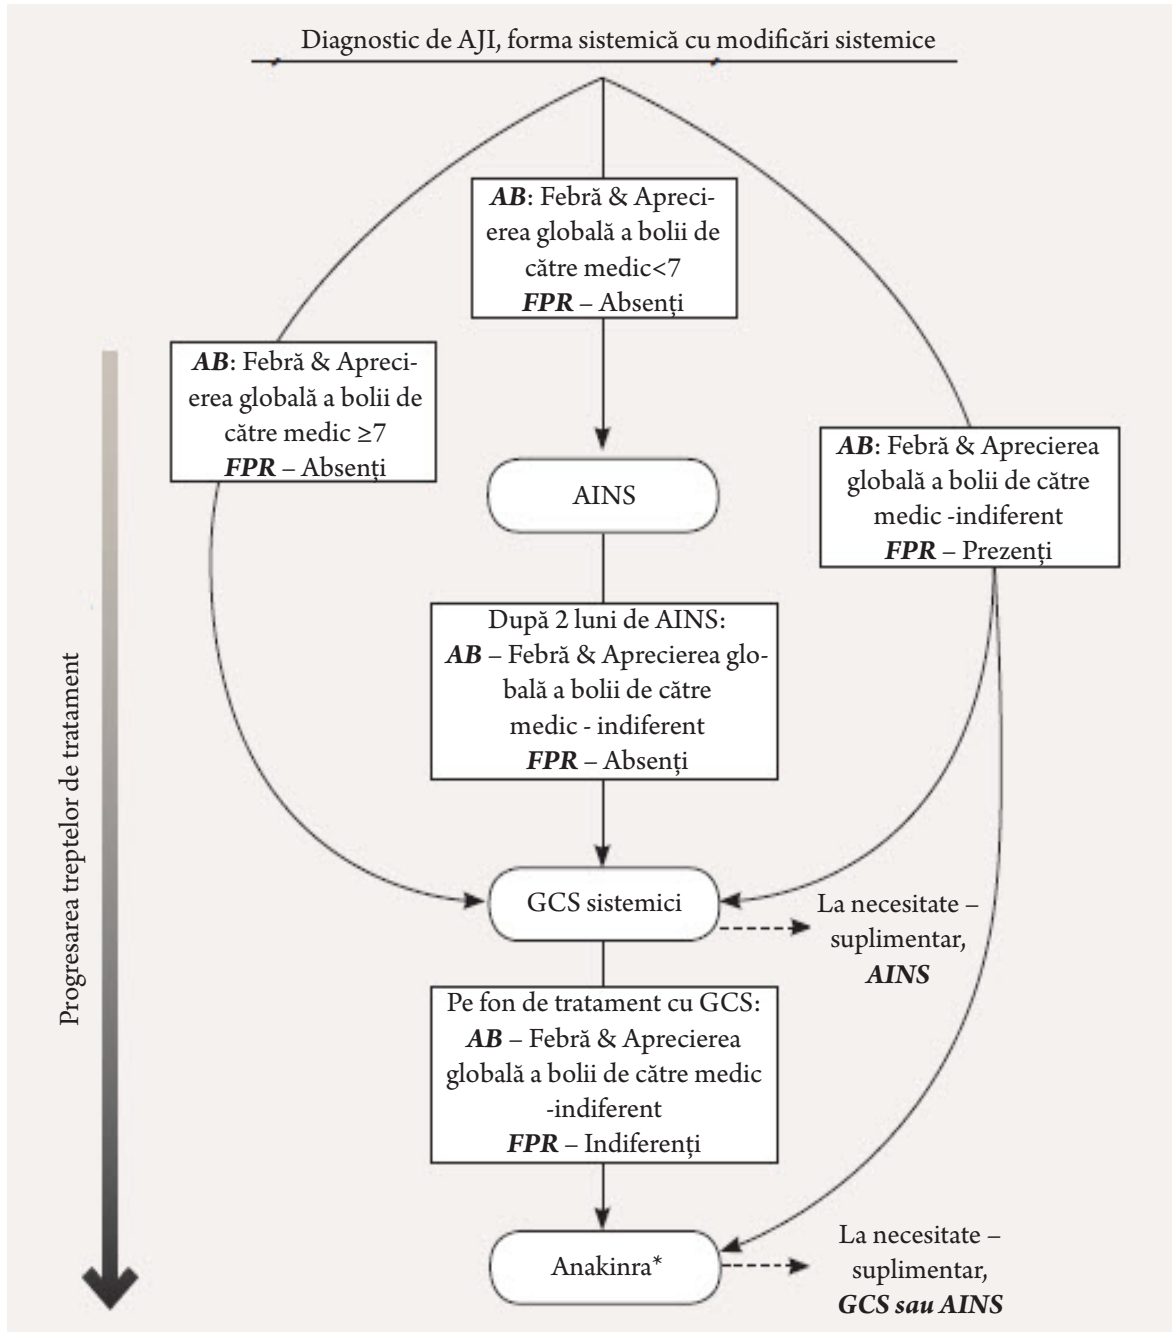 Diagnostic de AJI, forma sistemică cu modificări sistemice
AB: Febră & Apreci-
erea globală a bolii de
către medic<7
FPR – Absenți
AB: Febră & Apreci-
erea globală a bolii de
către medic ≥7
FPR – Absenți
AB: Febră & Aprecierea
globală a bolii de către
medic -indiferent
FPR – Prezenți
AINS
După 2 luni de AINS:
AB – Febră & Aprecierea glo-
bală a bolii de către
medic - indiferent
FPR – Absenți
Progresarea treptelor de tratament
GCS sistemici
La necesitate –
suplimentar,
AINS
Pe fon de tratament cu GCS:
AB – Febră & Aprecierea
globală a bolii de către medic
-indiferent
FPR – Indiferenți
Anakinra*
La necesitate –
suplimentar,
GCS sau AINS